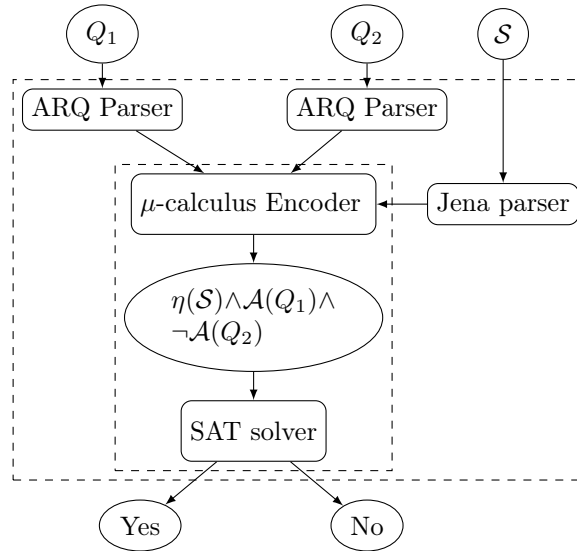 Q₁ Q₂ 𝒮
ARQ Parser ARQ Parser
μ-calculus Encoder Jena parser
η(𝒮)∧𝒜(Q₁)∧
¬𝒜(Q₂)
SAT solver
Yes No